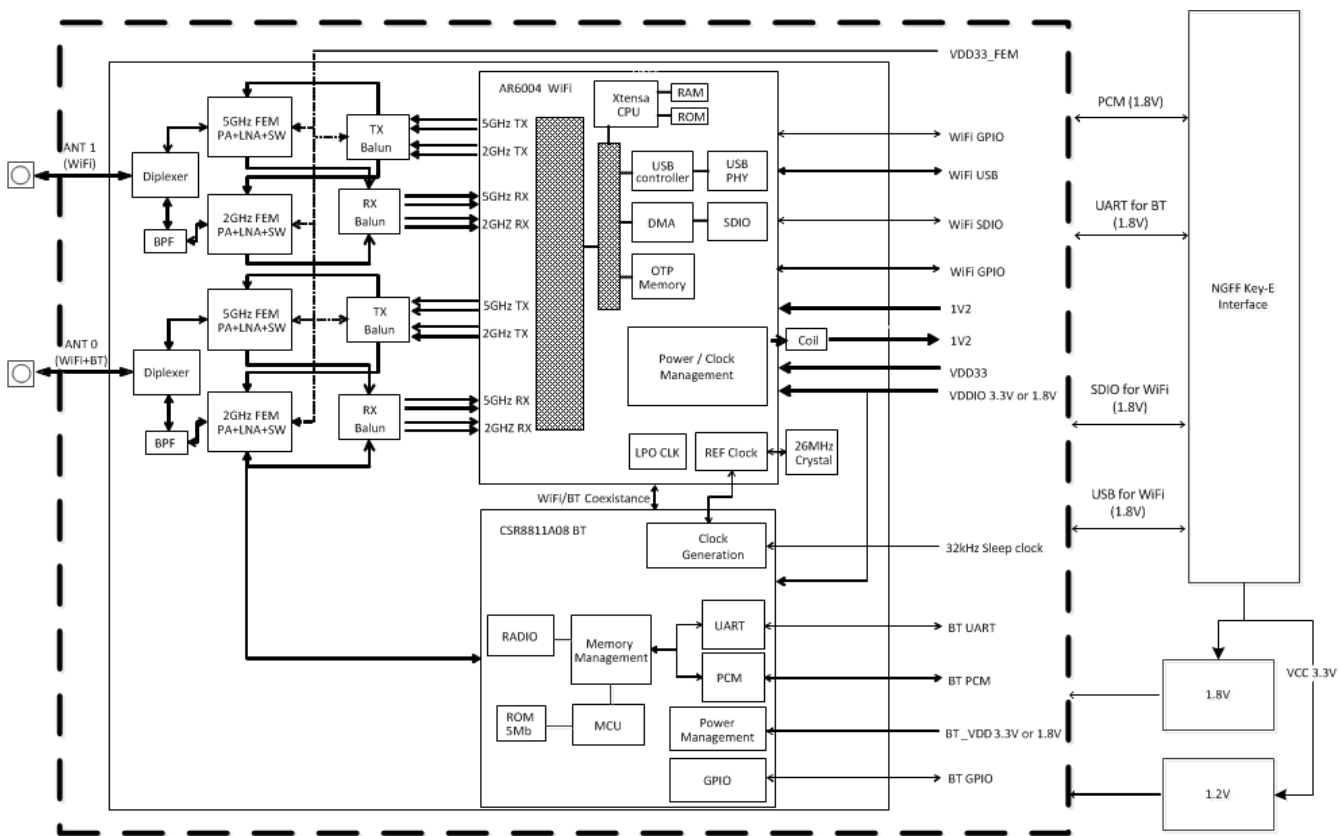 VDD33_FEM
AR6004 WiFi
Xtensa
CPU
RAM
ROM
5GHz FEM
PA+LNA+SW
TX
Balun
5GHz TX
2GHz TX
ANT 1
(WiFi)
Diplexer
BPF
2GHz FEM
PA+LNA+SW
RX
Balun
5GHz RX
2GHZ RX
USB
controller
USB
PHY
DMA
SDIO
OTP
Memory
WiFi GPIO
WiFi USB
WiFi SDIO
WiFi GPIO
PCM (1.8V)
UART for BT
(1.8V)
NGFF Key-E
Interface
5GHz FEM
PA+LNA+SW
TX
Balun
5GHz TX
2GHz TX
ANT 0
(WiFi+BT)
Diplexer
BPF
2GHz FEM
PA+LNA+SW
RX
Balun
5GHz RX
2GHZ RX
Power / Clock
Management
Coil
1V2
1V2
VDD33
VDDIO 3.3V or 1.8V
SDIO for WiFi
(1.8V)
LPO CLK
REF Clock
26MHz
Crystal
USB for WiFi
(1.8V)
WiFi/BT Coexistance
CSR8811A08 BT
Clock
Generation
32kHz Sleep clock
RADIO
Memory
Management
UART
PCM
BT UART
BT PCM
ROM
5Mb
MCU
Power
Management
BT_VDD 3.3V or 1.8V
GPIO
BT GPIO
1.8V
VCC 3.3V
1.2V